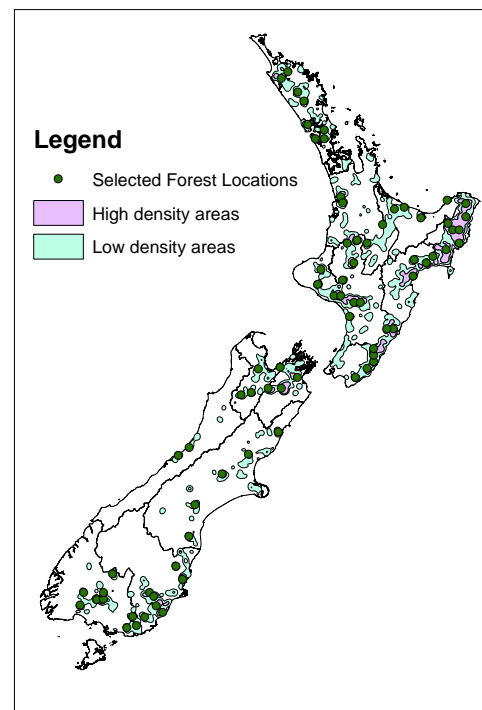 Legend
Selected Forest Locations
High density areas
Low density areas